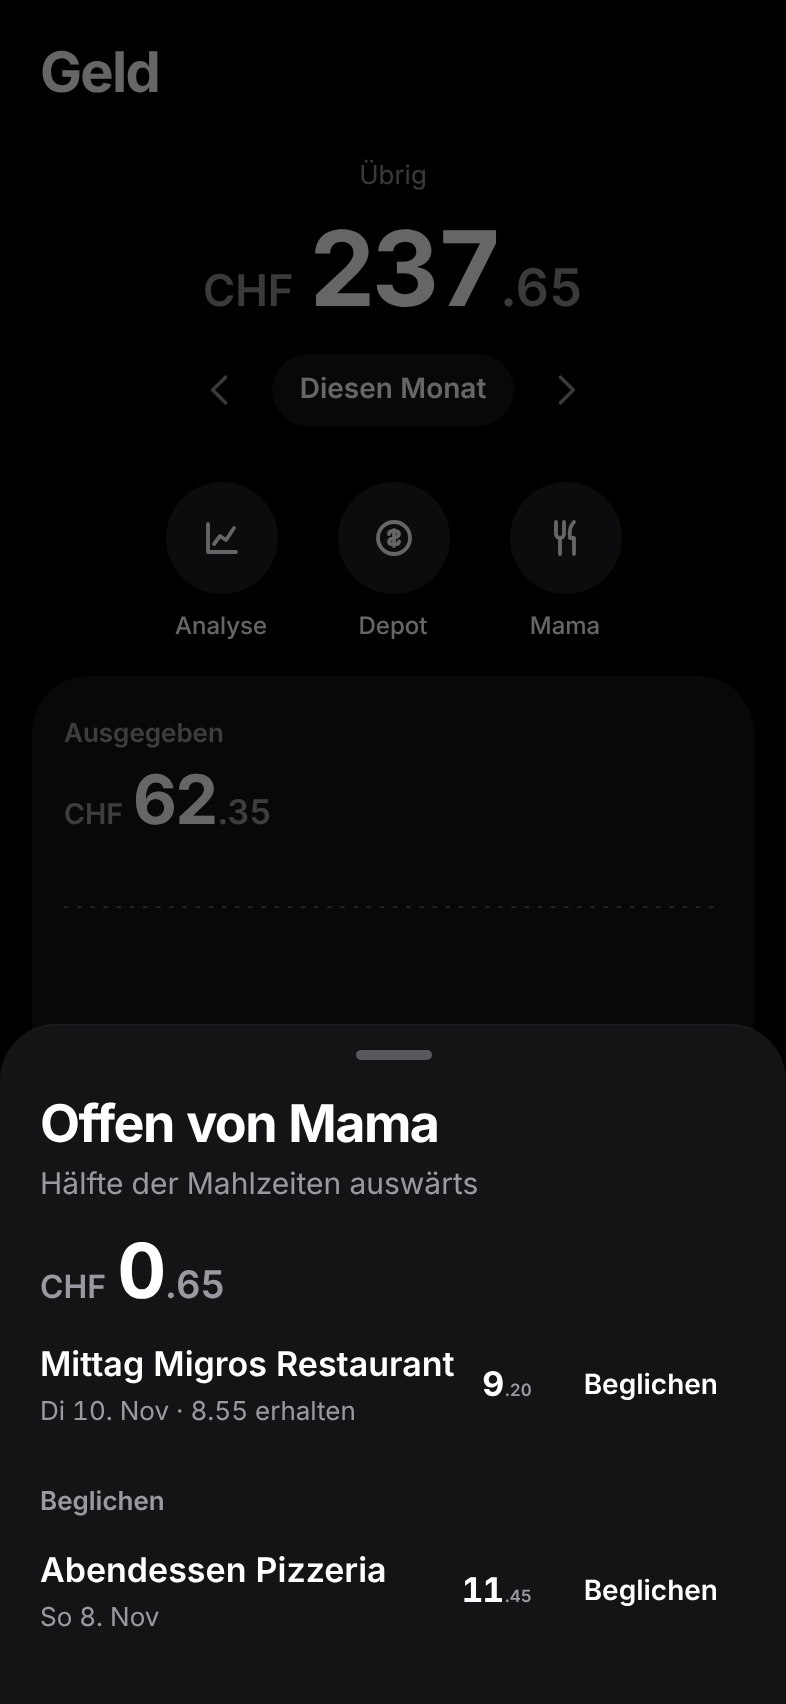 Geld
Übrig
CHF 237.65
Diesen Monat
Analyse
Depot
Mama
Ausgegeben
CHF 62.35
Offen von Mama
Hälfte der Mahlzeiten auswärts
CHF 0.65
Mittag Migros Restaurant
Di 10. Nov · 8.55 erhalten
9.20
Beglichen
Beglichen
Abendessen Pizzeria
So 8. Nov
11.45
Beglichen